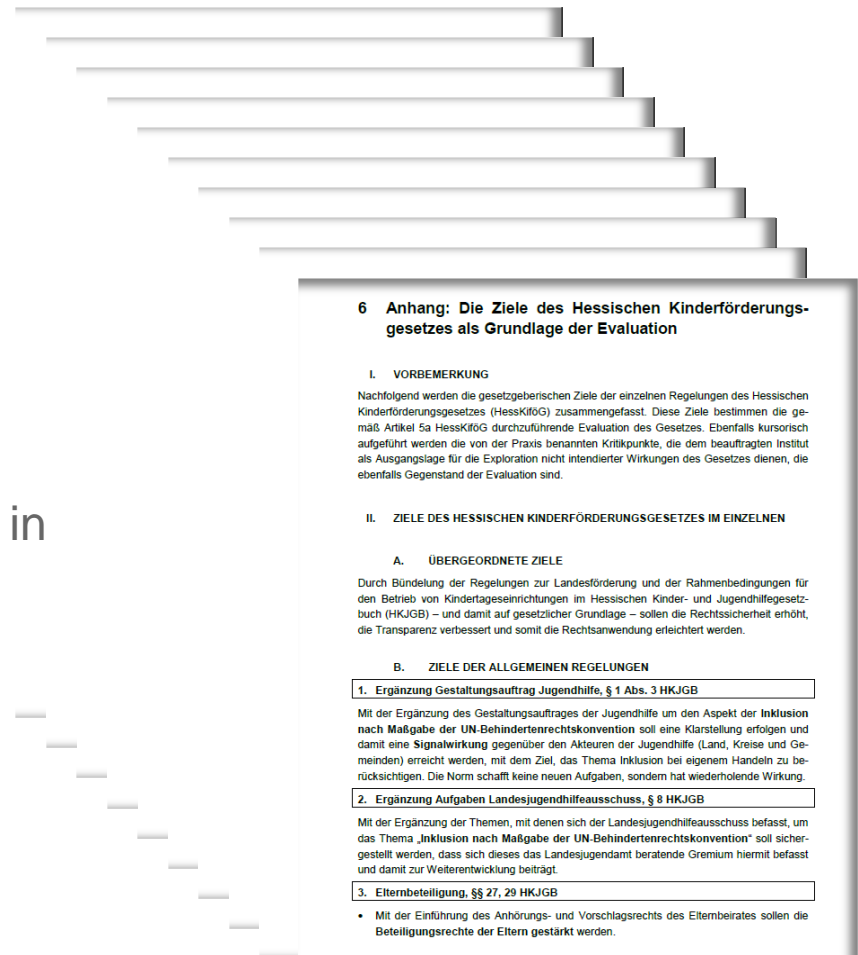 6 Anhang: Die Ziele des Hessischen Kinderförderungs-
gesetzes als Grundlage der Evaluation
I. VORBEMERKUNG
Nachfolgend werden die gesetzgeberischen Ziele der einzelnen Regelungen des Hessischen
Kinderförderungsgesetzes (HessKiföG) zusammengefasst. Diese Ziele bestimmen die ge-
mäß Artikel 5a HessKiföG durchzuführende Evaluation des Gesetzes. Ebenfalls kursorisch
aufgeführt werden die von der Praxis benannten Kritikpunkte, die dem beauftragten Institut
als Ausgangslage für die Exploration nicht intendierter Wirkungen des Gesetzes dienen, die
ebenfalls Gegenstand der Evaluation sind.
in
II. ZIELE DES HESSISCHEN KINDERFÖRDERUNGSGESETZES IM EINZELNEN
A. ÜBERGEORDNETE ZIELE
Durch Bündelung der Regelungen zur Landesförderung und der Rahmenbedingungen für
den Betrieb von Kindertageseinrichtungen im Hessischen Kinder- und Jugendhilfegesetz-
buch (HKJGB) – und damit auf gesetzlicher Grundlage – sollen die Rechtssicherheit erhöht,
die Transparenz verbessert und somit die Rechtsanwendung erleichtert werden.
B. ZIELE DER ALLGEMEINEN REGELUNGEN
1. Ergänzung Gestaltungsauftrag Jugendhilfe, § 1 Abs. 3 HKJGB
Mit der Ergänzung des Gestaltungsauftrages der Jugendhilfe um den Aspekt der Inklusion
nach Maßgabe der UN-Behindertenrechtskonvention soll eine Klarstellung erfolgen und
damit eine Signalwirkung gegenüber den Akteuren der Jugendhilfe (Land, Kreise und Ge-
meinden) erreicht werden, mit dem Ziel, das Thema Inklusion bei eigenem Handeln zu be-
rücksichtigen. Die Norm schafft keine neuen Aufgaben, sondern hat wiederholende Wirkung.
2. Ergänzung Aufgaben Landesjugendhilfeausschuss, § 8 HKJGB
Mit der Ergänzung der Themen, mit denen sich der Landesjugendhilfeausschuss befasst, um
das Thema „Inklusion nach Maßgabe der UN-Behindertenrechtskonvention“ soll sicher-
gestellt werden, dass sich dieses das Landesjugendamt beratende Gremium hiermit befasst
und damit zur Weiterentwicklung beiträgt.
3. Elternbeteiligung, §§ 27, 29 HKJGB
• Mit der Einführung des Anhörungs- und Vorschlagsrechts des Elternbeirates sollen die
Beteiligungsrechte der Eltern gestärkt werden.